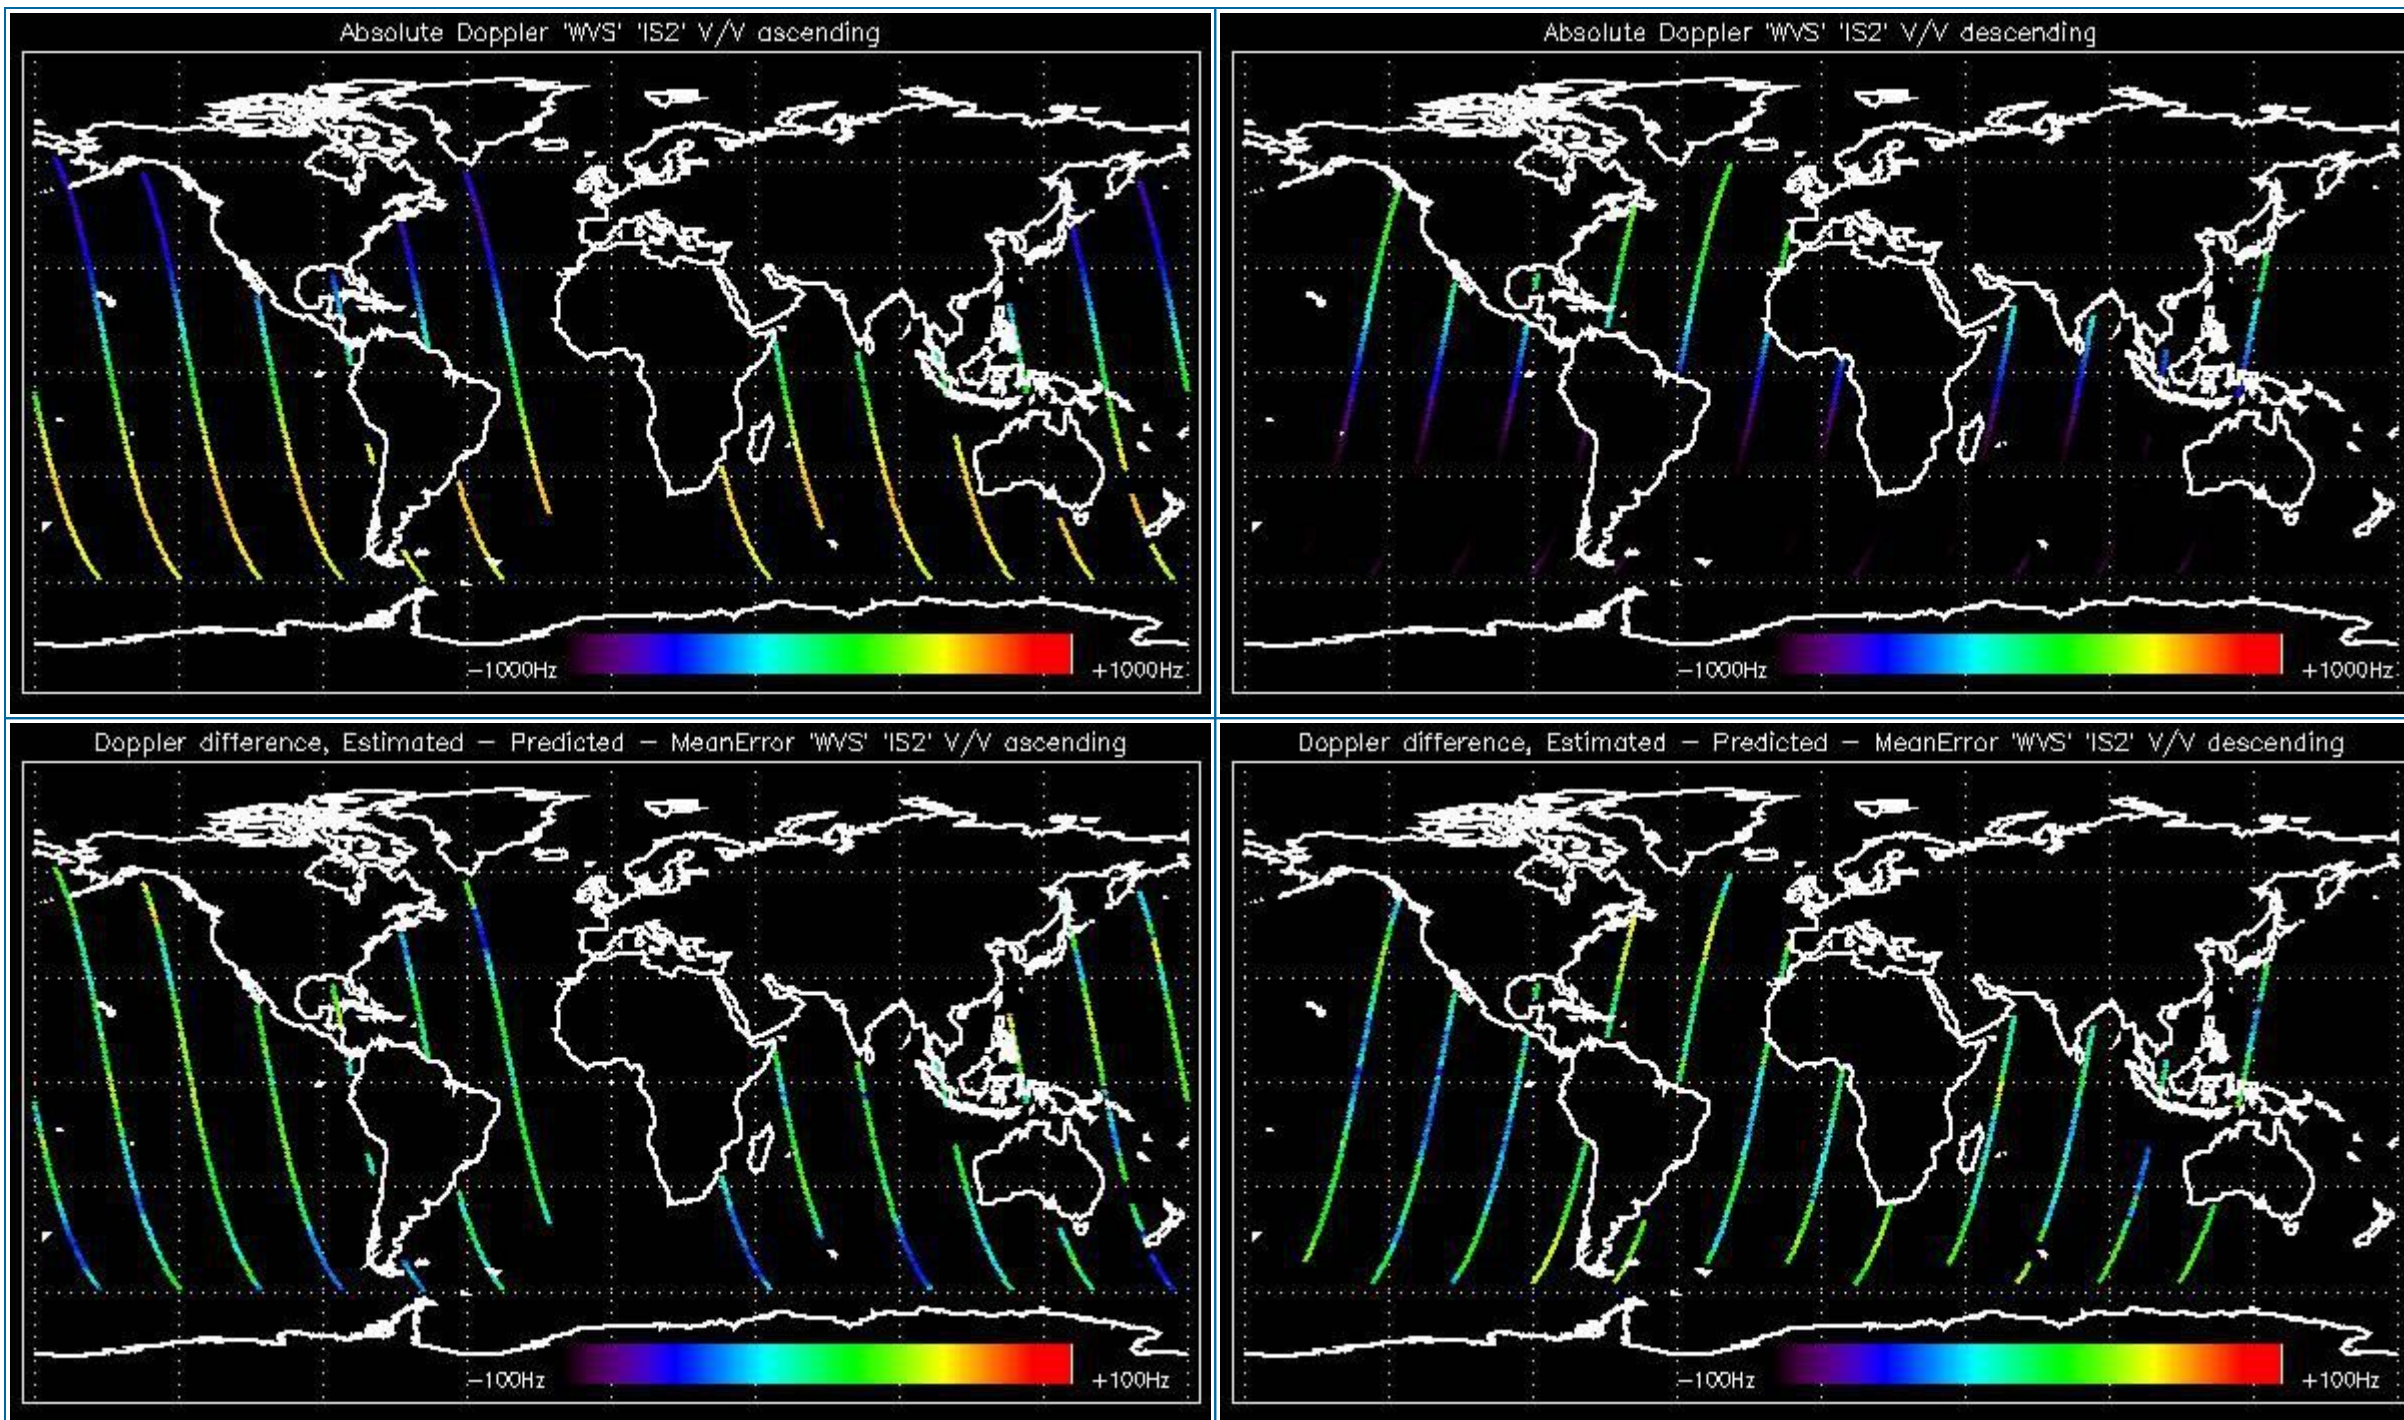 Absolute Doppler 'WVS' 'IS2' V/V ascending
-1000Hz
+1000Hz
Absolute Doppler 'WVS' 'IS2' V/V descending
-1000Hz
+1000Hz
Doppler difference, Estimated - Predicted - MeanError 'WVS' 'IS2' V/V ascending
-100Hz
+100Hz
Doppler difference, Estimated - Predicted - MeanError 'WVS' 'IS2' V/V descending
-100Hz
+100Hz